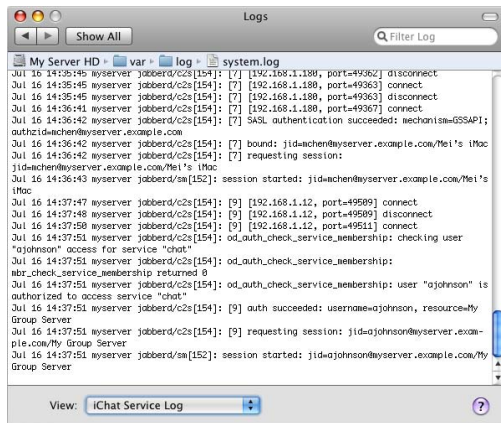 Logs
Show All
Filter Log
My Server HD ▸ var ▸ log ▸ system.log
Jul 16 14:35:45 myserver jabberd/c2s[154]: [7] [192.168.1.180, port=49362] disconnect
Jul 16 14:35:45 myserver jabberd/c2s[154]: [7] [192.168.1.180, port=49363] connect
Jul 16 14:35:45 myserver jabberd/c2s[154]: [7] [192.168.1.180, port=49363] disconnect
Jul 16 14:36:41 myserver jabberd/c2s[154]: [7] [192.168.1.180, port=49367] connect
Jul 16 14:36:42 myserver jabberd/c2s[154]: [7] SASL authentication succeeded: mechanism=GSSAPI;
authzid=mchen@myserver.example.com
Jul 16 14:36:42 myserver jabberd/c2s[154]: [7] bound: jid=mchen@myserver.example.com/Mei's iMac
Jul 16 14:36:42 myserver jabberd/c2s[154]: [7] requesting session:
jid=mchen@myserver.example.com/Mei's iMac
Jul 16 14:36:43 myserver jabberd/sm[152]: session started: jid=mchen@myserver.example.com/Mei's
iMac
Jul 16 14:37:47 myserver jabberd/c2s[154]: [9] [192.168.1.12, port=49509] connect
Jul 16 14:37:48 myserver jabberd/c2s[154]: [9] [192.168.1.12, port=49509] disconnect
Jul 16 14:37:50 myserver jabberd/c2s[154]: [9] [192.168.1.12, port=49511] connect
Jul 16 14:37:51 myserver jabberd/c2s[154]: od_auth_check_service_membership: checking user
"ajohnson" access for service "chat"
Jul 16 14:37:51 myserver jabberd/c2s[154]: od_auth_check_service_membership:
mbr_check_service_membership returned 0
Jul 16 14:37:51 myserver jabberd/c2s[154]: od_auth_check_service_membership: user "ajohnson" is
authorized to access service "chat"
Jul 16 14:37:51 myserver jabberd/c2s[154]: [9] auth succeeded: username=ajohnson, resource=My
Group Server
Jul 16 14:37:51 myserver jabberd/c2s[154]: [9] requesting session: jid=ajohnson@myserver.exam-
ple.com/My Group Server
Jul 16 14:37:51 myserver jabberd/sm[152]: session started: jid=ajohnson@myserver.example.com/My
Group Server
View: iChat Service Log
?